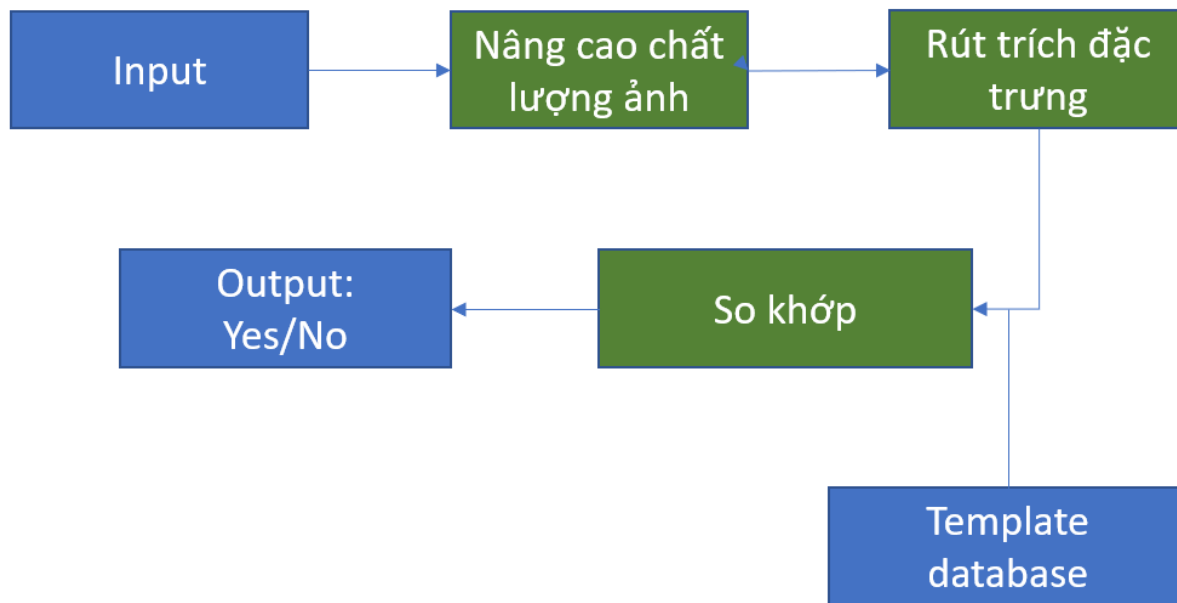 Input
Nâng cao chất
lượng ảnh
Rút trích đặc
trưng
Output:
Yes/No
So khớp
Template
database